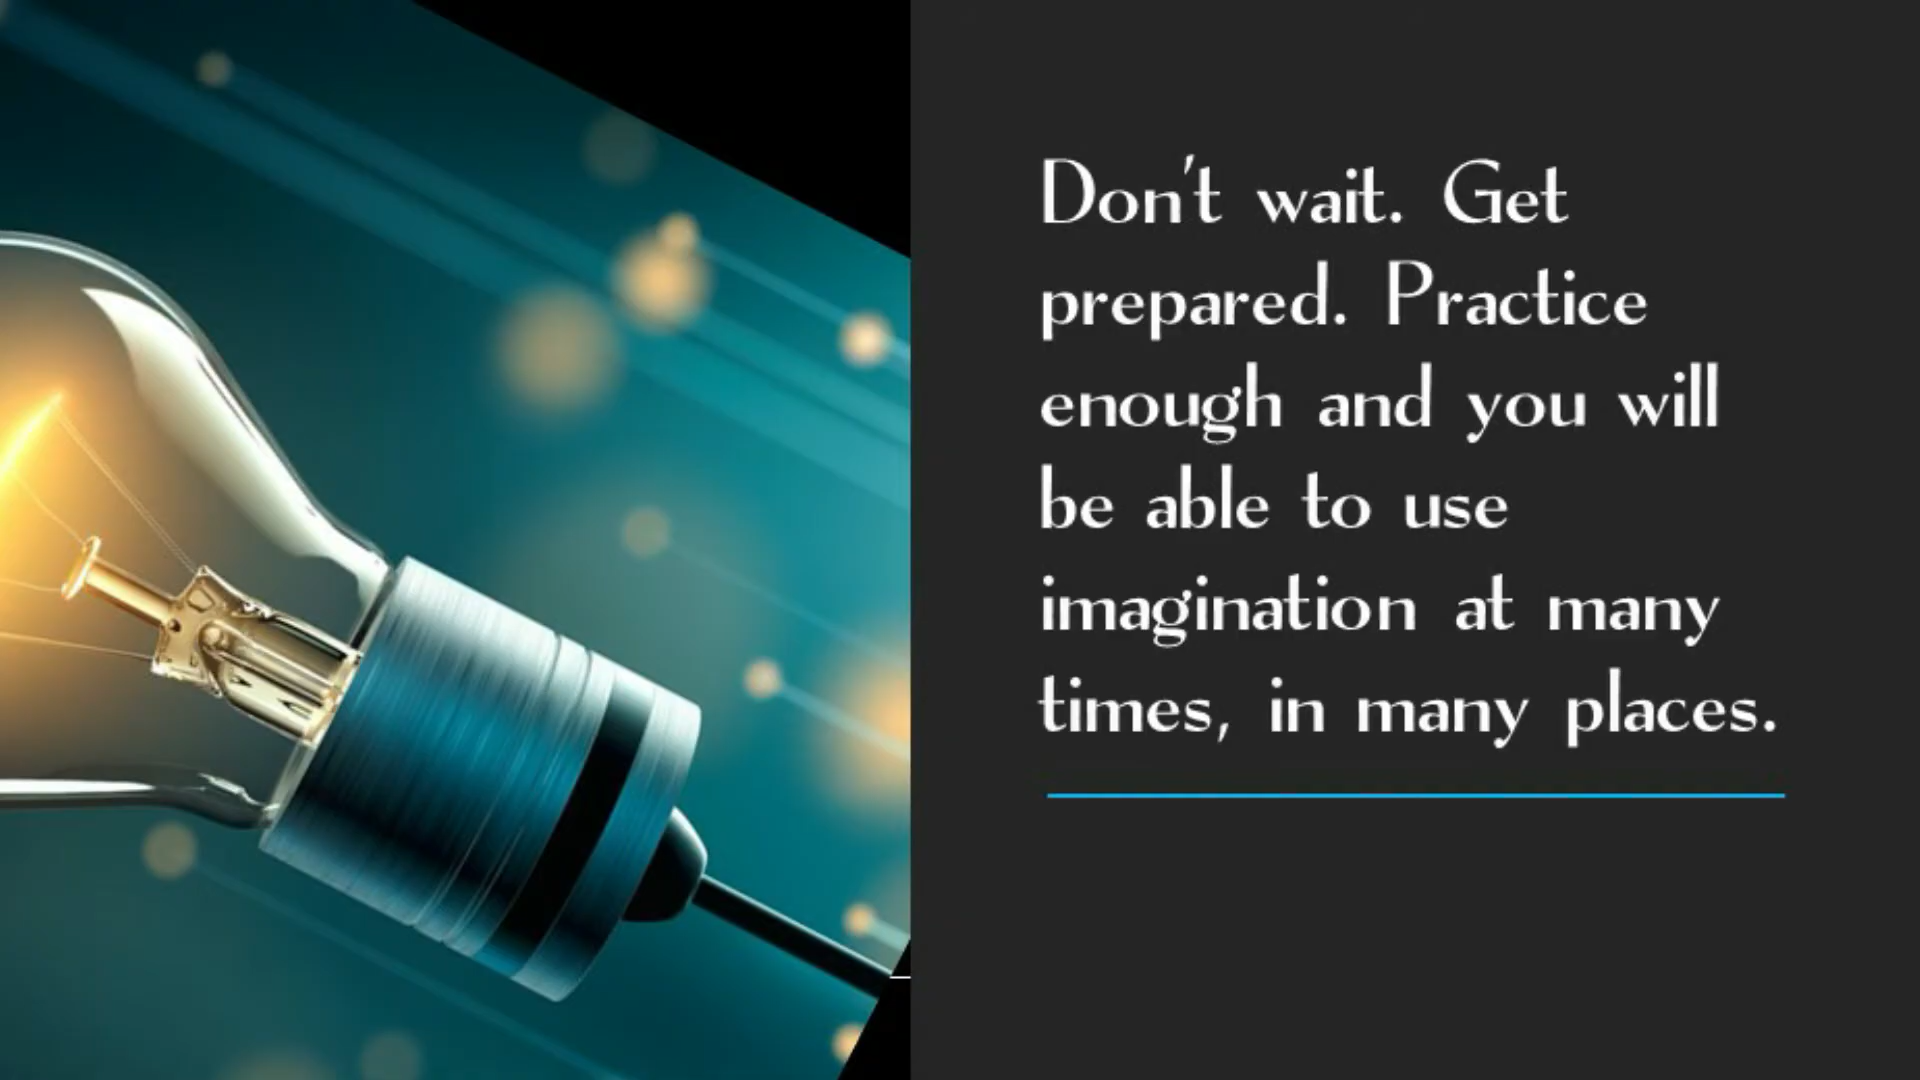 Don't wait. Get
prepared. Practice
enough and you will
be able to use
imagination at many
times, in many places.